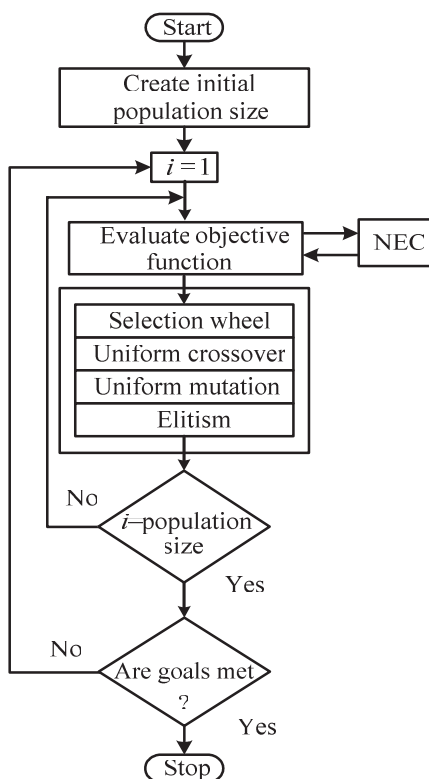 Start
Create initial
population size
i = 1
Evaluate objective
function
NEC
Selection wheel
Uniform crossover
Uniform mutation
Elitism
No
i=population
size
Yes
No
Are goals met
?
Yes
Stop